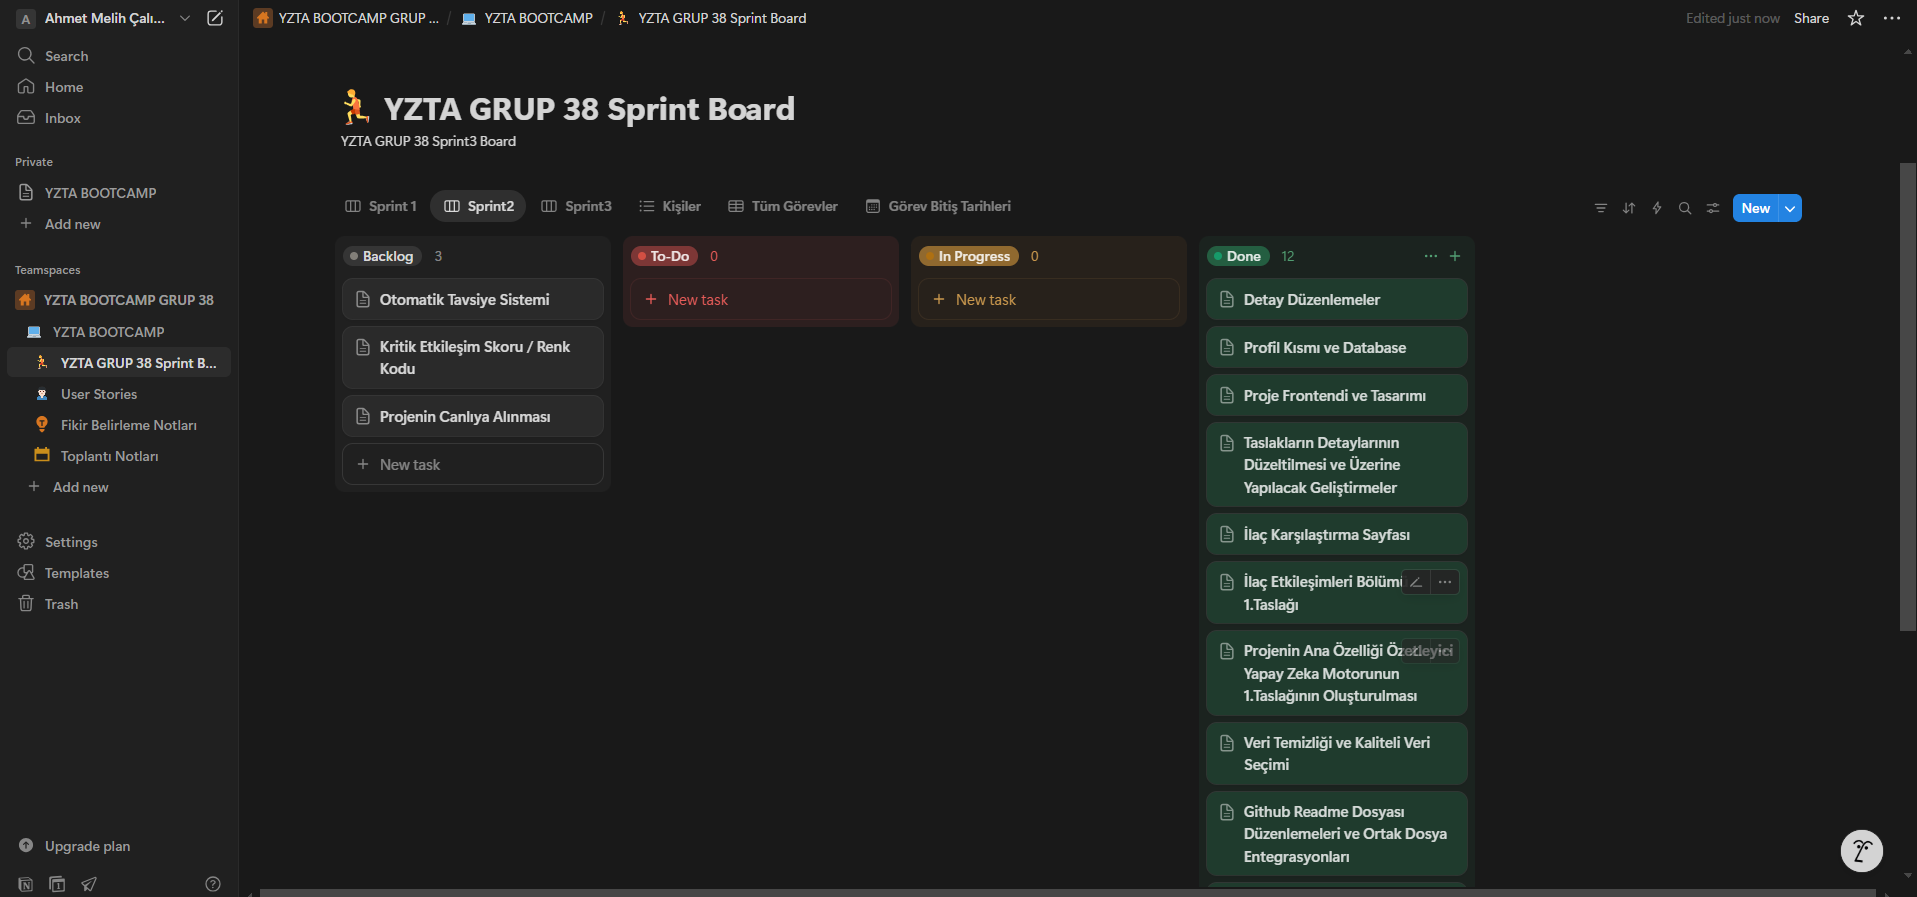 A Ahmet Melih Çalı...
Search
Home
Inbox
Private
YZTA BOOTCAMP
Add new
Teamspaces
YZTA BOOTCAMP GRUP 38
YZTA BOOTCAMP
YZTA GRUP 38 Sprint B...
User Stories
Fikir Belirleme Notları
Toplantı Notları
Add new
Settings
Templates
Trash
Upgrade plan
YZTA BOOTCAMP GRUP ... / YZTA BOOTCAMP / YZTA GRUP 38 Sprint Board
Edited just now Share
YZTA GRUP 38 Sprint Board
YZTA GRUP 38 Sprint3 Board
Sprint 1 Sprint2 Sprint3 Kişiler Tüm Görevler Görev Bitiş Tarihleri
New
Backlog 3
Otomatik Tavsiye Sistemi
Kritik Etkileşim Skoru / Renk
Kodu
Projenin Canlıya Alınması
New task
To-Do 0
New task
In Progress 0
New task
Done 12
Detay Düzenlemeler
Profil Kısmı ve Database
Proje Frontendi ve Tasarımı
Taslakların Detaylarının
Düzeltilmesi ve Üzerine
Yapılacak Geliştirmeler
İlaç Karşılaştırma Sayfası
İlaç Etkileşimleri Bölümü
1.Taslağı
Projenin Ana Özelliği Özetleyici
Yapay Zeka Motorunun
1.Taslağının Oluşturulması
Veri Temizliği ve Kaliteli Veri
Seçimi
Github Readme Dosyası
Düzenlemeleri ve Ortak Dosya
Entegrasyonları